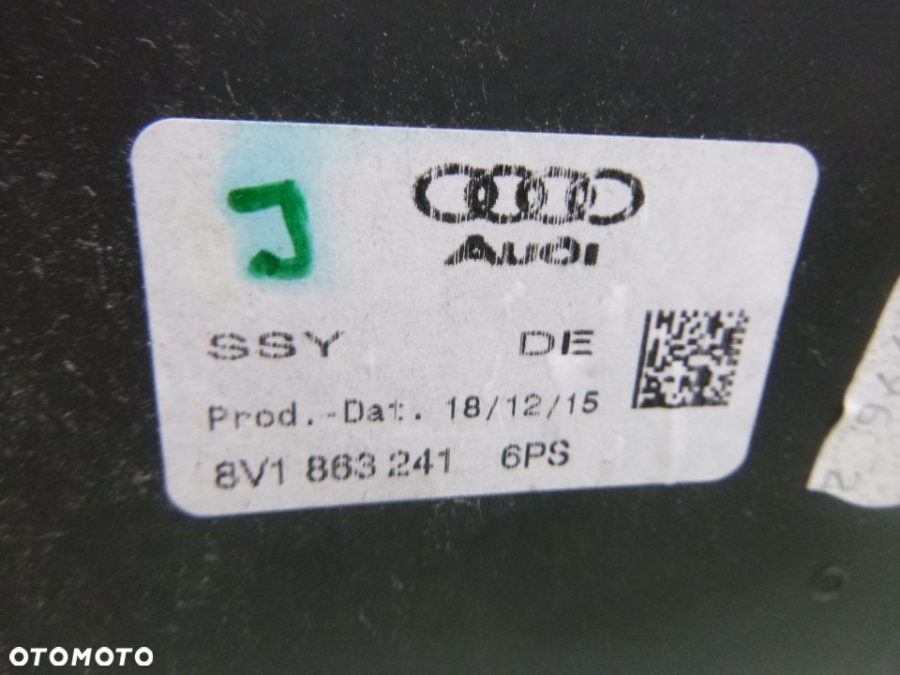 J
Audi
SSY DE
Prod.-Dat. 18/12/15
8V1 863 241 6PS
OTOMOTO